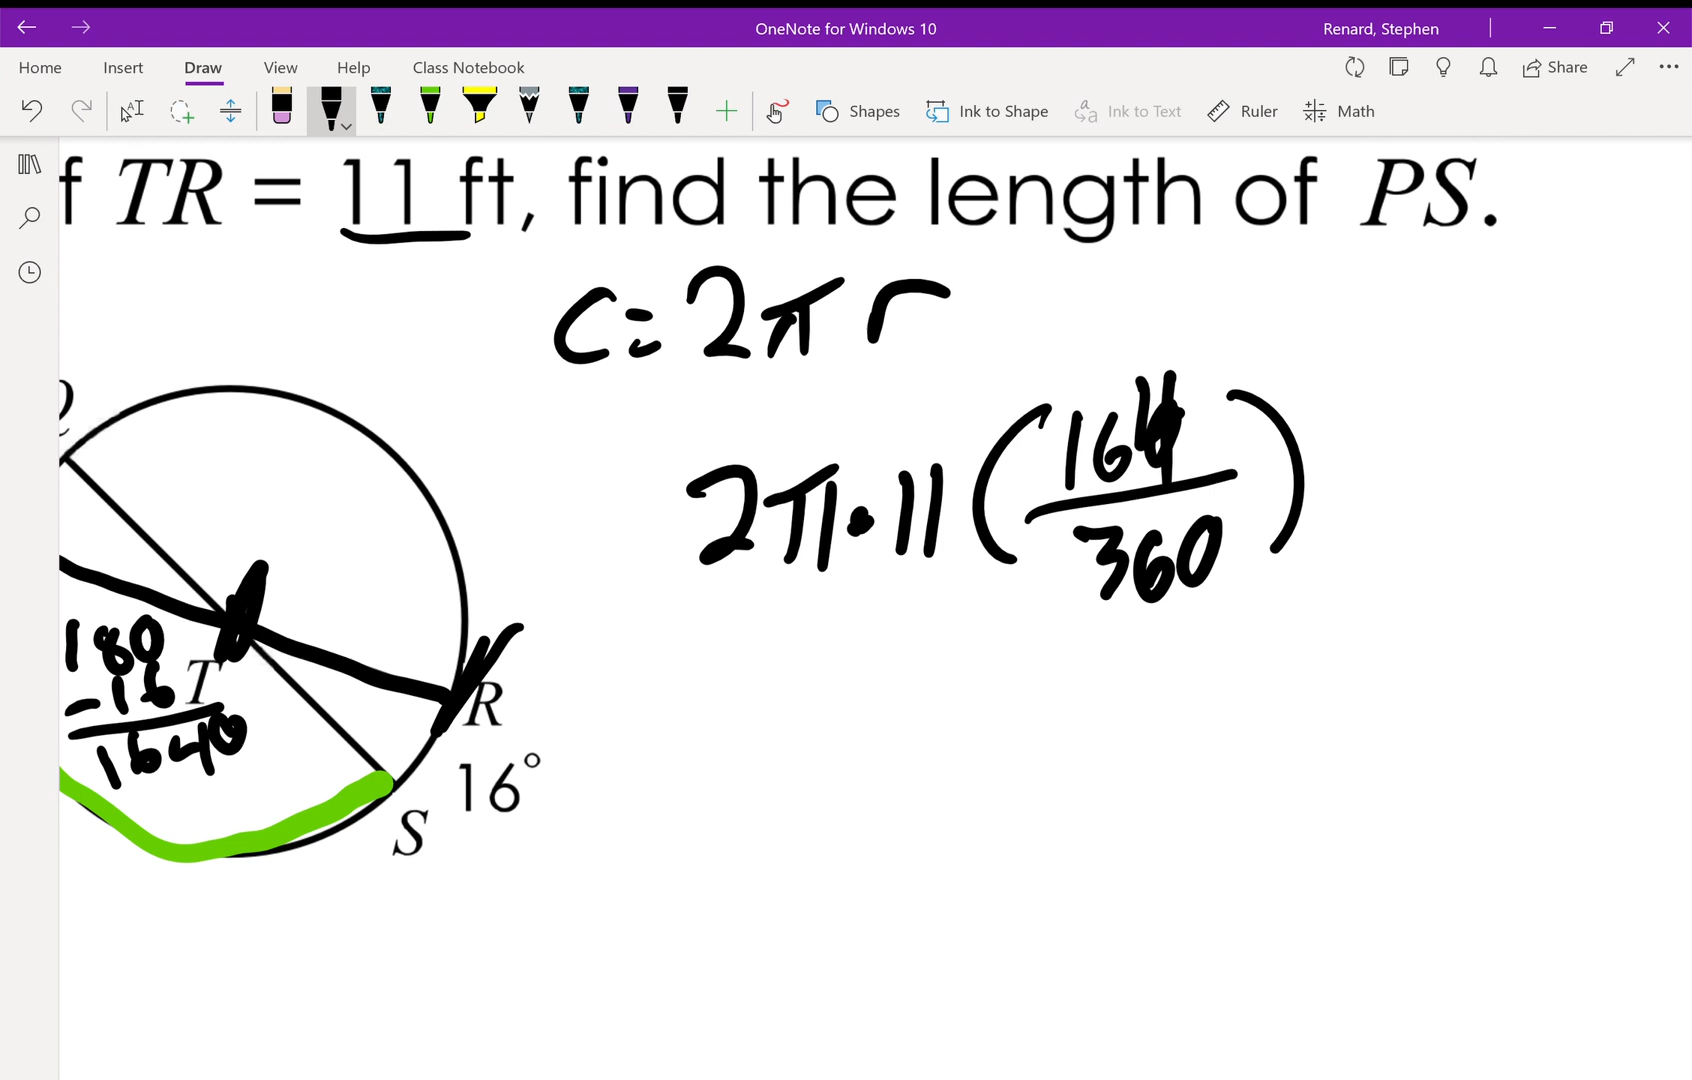 OneNote for Windows 10
Renard, Stephen
Home Insert Draw View Help Class Notebook
Share
Shapes Ink to Shape Ink to Text Ruler Math
f TR = 11 ft, find the length of PS.
C = 2π r
2π · 11 ( 164 / 360 )
180
- 16
164°
T
R
16°
S